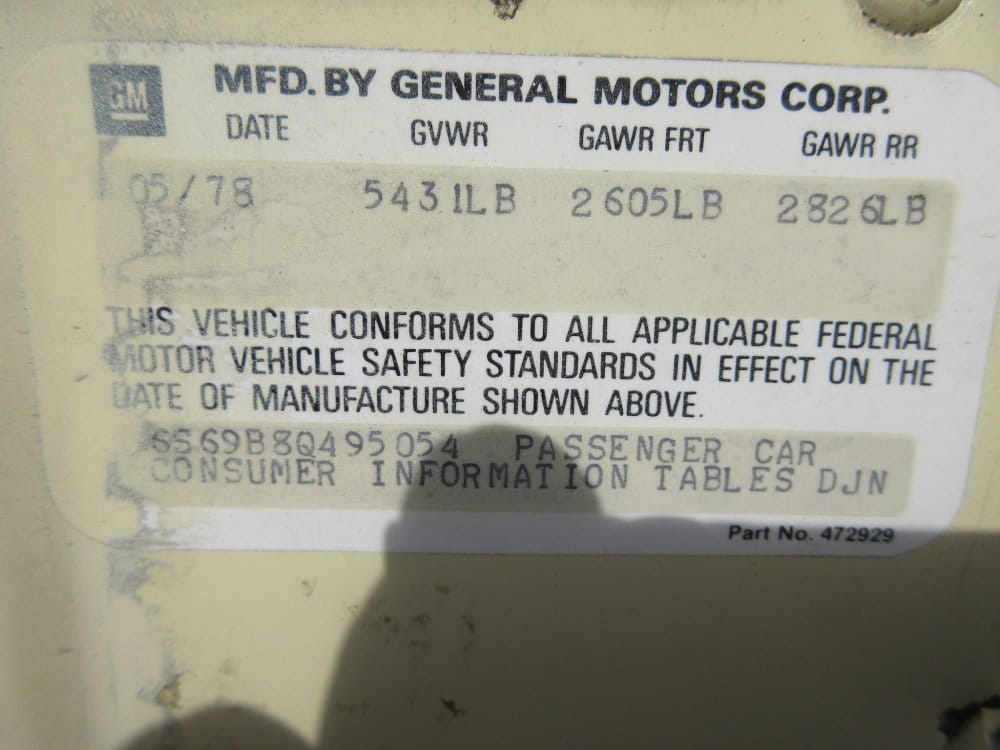 GM MFD. BY GENERAL MOTORS CORP.
DATE GVWR GAWR FRT GAWR RR
05/78 5431LB 2605LB 2826LB
THIS VEHICLE CONFORMS TO ALL APPLICABLE FEDERAL
MOTOR VEHICLE SAFETY STANDARDS IN EFFECT ON THE
DATE OF MANUFACTURE SHOWN ABOVE.
6S69B8Q495054 PASSENGER CAR
CONSUMER INFORMATION TABLES DJN
Part No. 472929